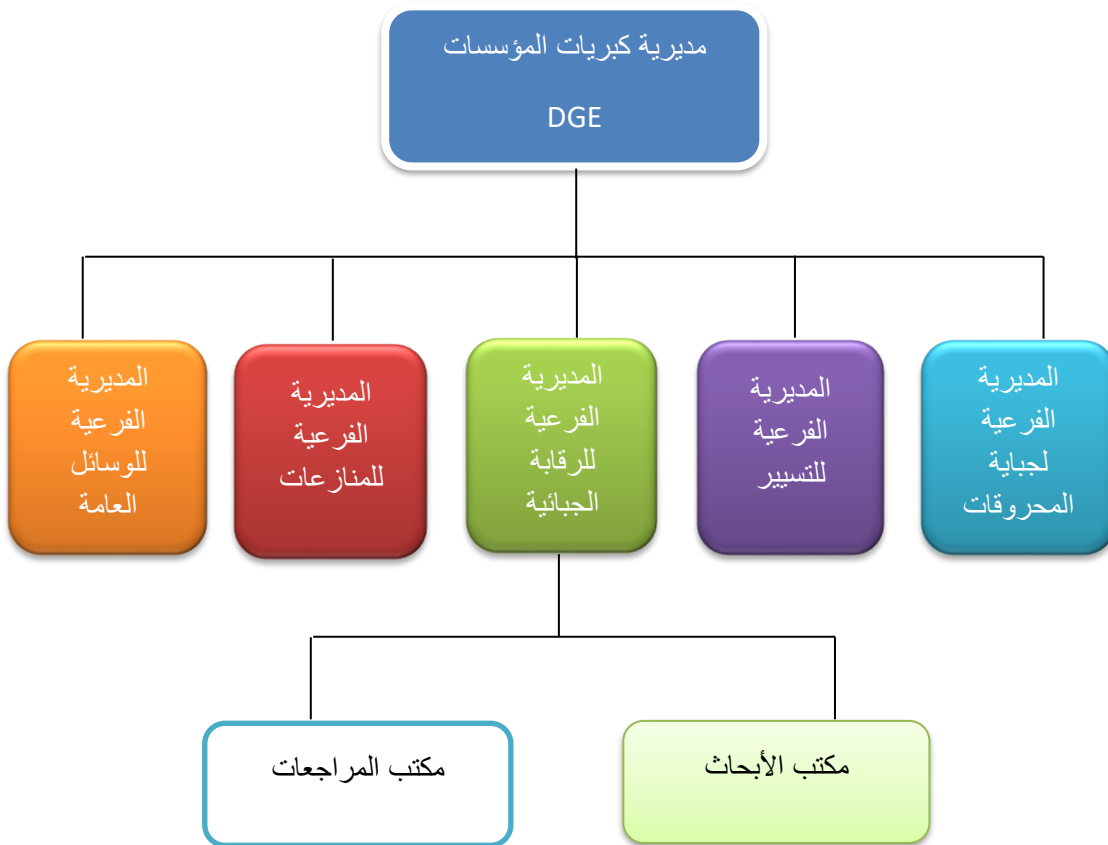 مديرية كبريات المؤسسات
DGE
المديرية
الفرعية
لجباية
المحروقات
المديرية
الفرعية
للتسيير
المديرية
الفرعية
للرقابة
الجبائية
المديرية
الفرعية
للمنازعات
المديرية
الفرعية
للوسائل
العامة
مكتب الأبحاث
مكتب المراجعات